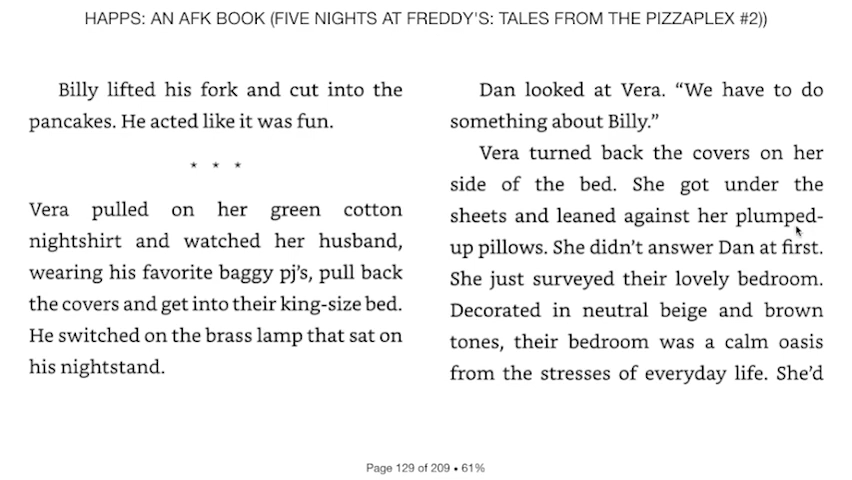 HAPPS: AN AFK BOOK (FIVE NIGHTS AT FREDDY'S: TALES FROM THE PIZZAPLEX #2))
Billy lifted his fork and cut into the
pancakes. He acted like it was fun.
* * *
Vera pulled on her green cotton
nightshirt and watched her husband,
wearing his favorite baggy pj’s, pull back
the covers and get into their king-size bed.
He switched on the brass lamp that sat on
his nightstand.
Dan looked at Vera. “We have to do
something about Billy.”
Vera turned back the covers on her
side of the bed. She got under the
sheets and leaned against her plumped-
up pillows. She didn’t answer Dan at first.
She just surveyed their lovely bedroom.
Decorated in neutral beige and brown
tones, their bedroom was a calm oasis
from the stresses of everyday life. She’d
Page 129 of 209 • 61%